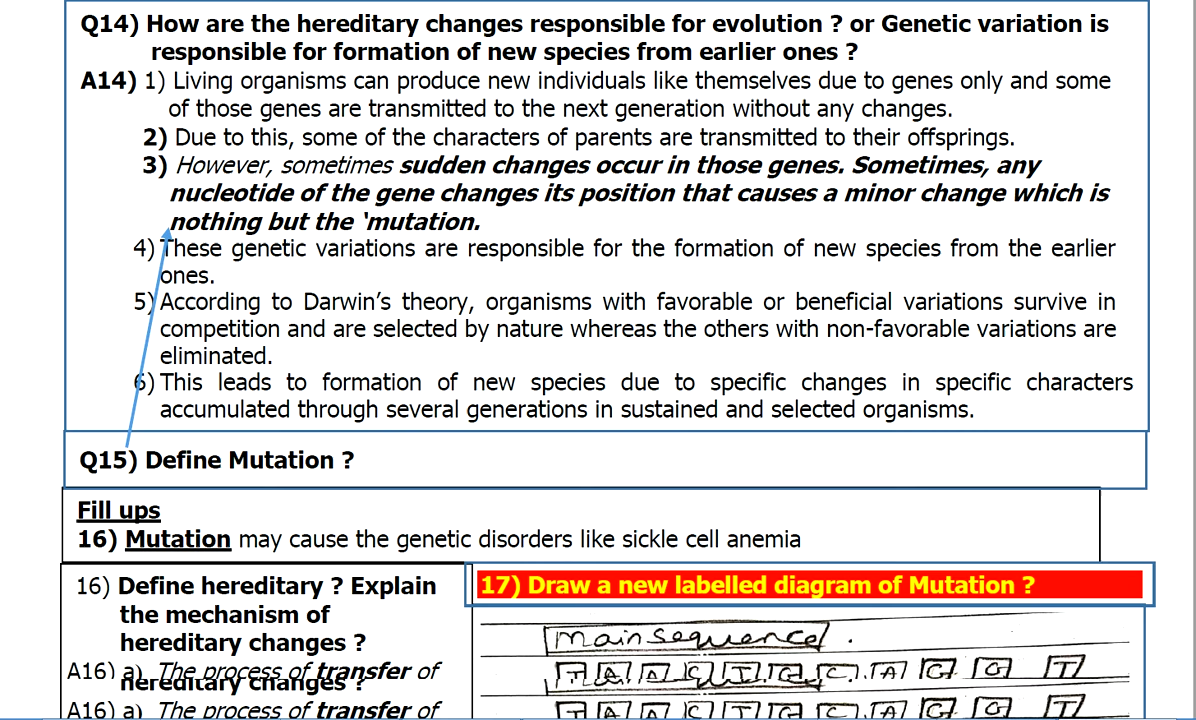 Q14) How are the hereditary changes responsible for evolution ? or Genetic variation is
responsible for formation of new species from earlier ones ?
A14) 1) Living organisms can produce new individuals like themselves due to genes only and some
of those genes are transmitted to the next generation without any changes.
2) Due to this, some of the characters of parents are transmitted to their offsprings.
3) However, sometimes sudden changes occur in those genes. Sometimes, any
nucleotide of the gene changes its position that causes a minor change which is
nothing but the ‘mutation.
4) These genetic variations are responsible for the formation of new species from the earlier
ones.
5) According to Darwin’s theory, organisms with favorable or beneficial variations survive in
competition and are selected by nature whereas the others with non-favorable variations are
eliminated.
6) This leads to formation of new species due to specific changes in specific characters
accumulated through several generations in sustained and selected organisms.
Q15) Define Mutation ?
Fill ups
16) Mutation may cause the genetic disorders like sickle cell anemia
16) Define hereditary ? Explain
the mechanism of
hereditary changes ?
A16) a) The process of transfer of
hereditary changes ?
A16) a) The process of transfer of
17) Draw a new labelled diagram of Mutation ?
main sequence .
T A A C T G C A G G T
T A A C T G C A G G T